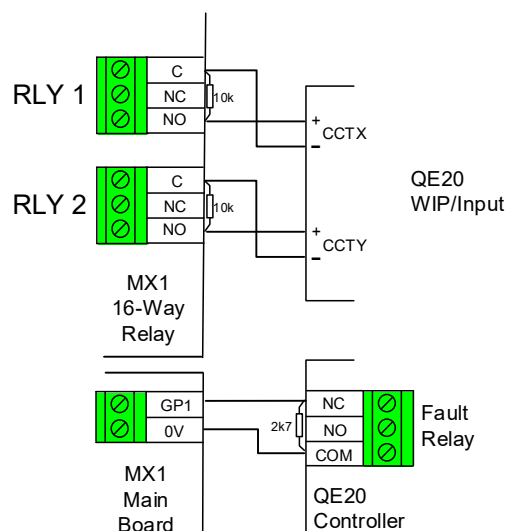 RLY 1
C
NC
NO
10k
+
CCTX
-
RLY 2
C
NC
NO
10k
+
CCTY
-
QE20
WIP/Input
MX1
16-Way
Relay
GP1
0V
2k7
NC
NO
COM
Fault
Relay
MX1
Main
Board
QE20
Controller